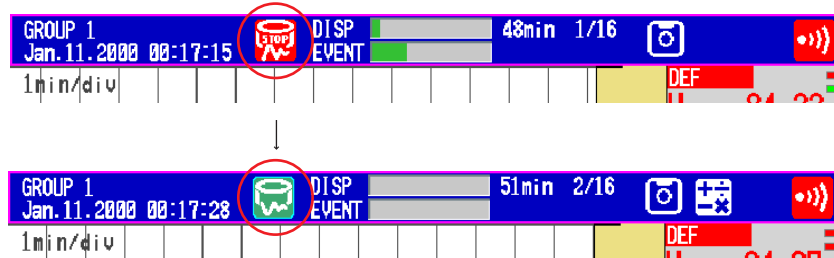 GROUP 1
Jan.11.2000 00:17:15
STOP
DISP
EVENT
48min 1/16
1min/div
DEF
GROUP 1
Jan.11.2000 00:17:28
DISP
EVENT
51min 2/16
1min/div
DEF